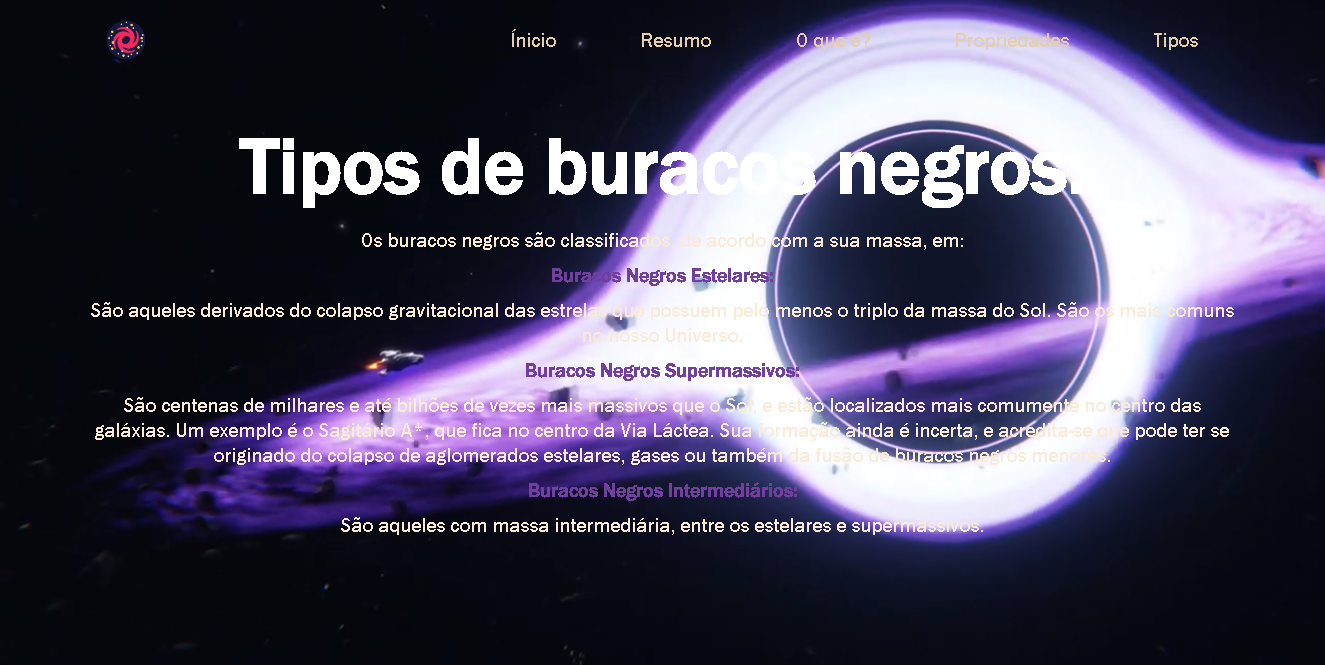 Ínicio Resumo O que é? Propriedades Tipos
Tipos de buracos negros:
Os buracos negros são classificados, de acordo com a sua massa, em:
Buracos Negros Estelares:
São aqueles derivados do colapso gravitacional das estrelas que possuem pelo menos o triplo da massa do Sol. São os mais comuns
no nosso Universo.
Buracos Negros Supermassivos:
São centenas de milhares e até bilhões de vezes mais massivos que o Sol, e estão localizados mais comumente no centro das
galáxias. Um exemplo é o Sagitário A*, que fica no centro da Via Láctea. Sua formação ainda é incerta, e acredita-se que pode ter se
originado do colapso de aglomerados estelares, gases ou também da fusão de buracos negros menores.
Buracos Negros Intermediários:
São aqueles com massa intermediária, entre os estelares e supermassivos.